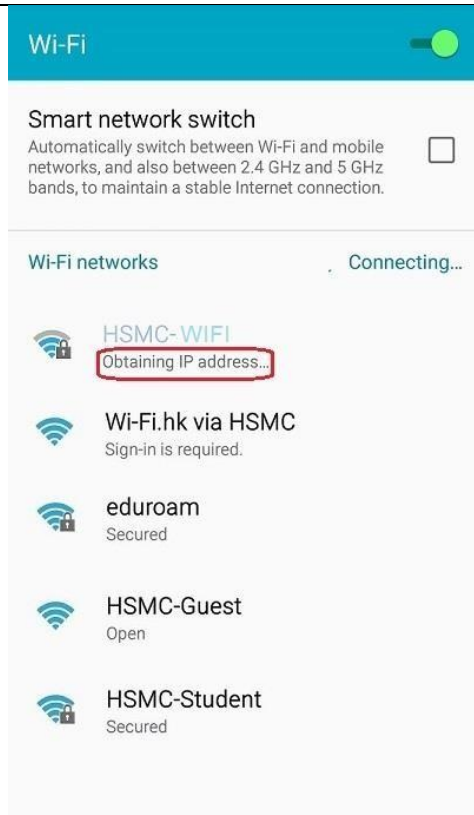 Wi-Fi
Smart network switch
Automatically switch between Wi-Fi and mobile
networks, and also between 2.4 GHz and 5 GHz
bands, to maintain a stable Internet connection.
Wi-Fi networks Connecting...
HSMC-WIFI
Obtaining IP address...
Wi-Fi.hk via HSMC
Sign-in is required.
eduroam
Secured
HSMC-Guest
Open
HSMC-Student
Secured